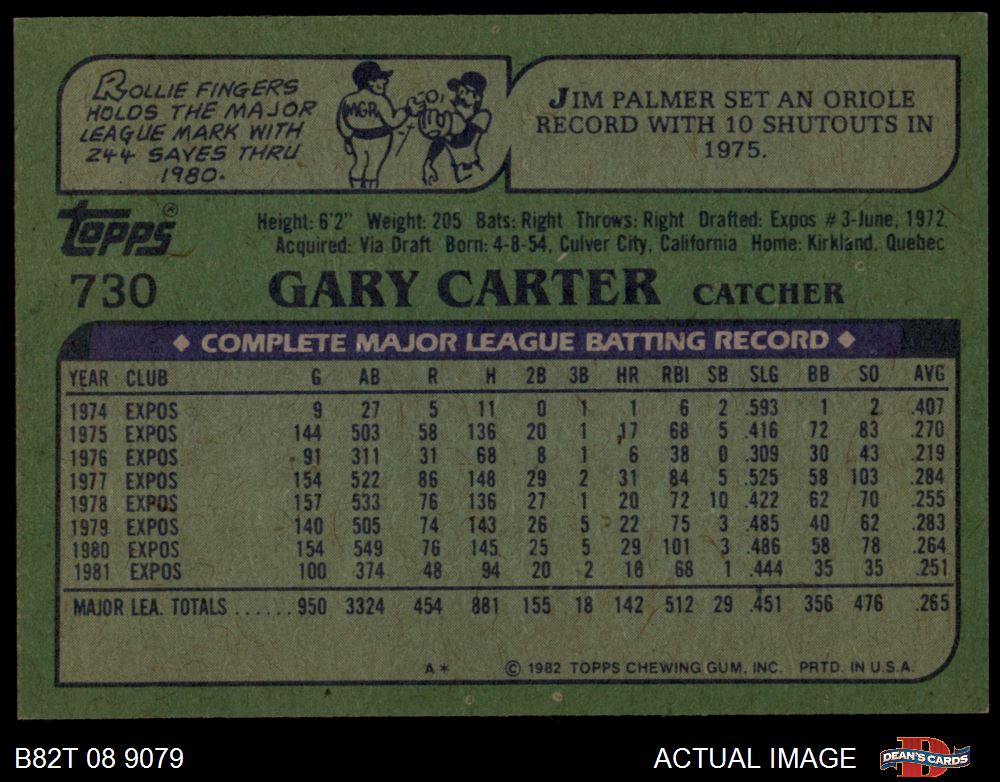 ROLLIE FINGERS
HOLDS THE MAJOR
LEAGUE MARK WITH
244 SAVES THRU
1980.
MGR.
JIM PALMER SET AN ORIOLE
RECORD WITH 10 SHUTOUTS IN
1975.
TOPPS®
Height: 6'2" Weight: 205 Bats: Right Throws: Right Drafted: Expos #3-June, 1972.
Acquired: Via Draft Born: 4-8-54, Culver City, California Home: Kirkland, Quebec
730 GARY CARTER CATCHER
◆ COMPLETE MAJOR LEAGUE BATTING RECORD ◆
YEAR CLUB G AB R H 2B 3B HR RBI SB SLG BB SO AVG
1974 EXPOS 9 27 5 11 0 1 1 6 2 .593 1 2 .407
1975 EXPOS 144 503 58 136 20 1 17 68 5 .416 72 83 .270
1976 EXPOS 91 311 31 68 8 1 6 38 0 .309 30 43 .219
1977 EXPOS 154 522 86 148 29 2 31 84 5 .525 58 103 .284
1978 EXPOS 157 533 76 136 27 1 20 72 10 .422 62 70 .255
1979 EXPOS 140 505 74 143 26 5 22 75 3 .485 40 62 .283
1980 EXPOS 154 549 76 145 25 5 29 101 3 .486 58 78 .264
1981 EXPOS 100 374 48 94 20 2 16 68 1 .444 35 35 .251
MAJOR LEA. TOTALS ......950 3324 454 881 155 18 142 512 29 .451 356 476 .265
A* © 1982 TOPPS CHEWING GUM, INC. PRTD. IN U.S.A.
B82T 08 9079 ACTUAL IMAGE DEAN'S CARDS